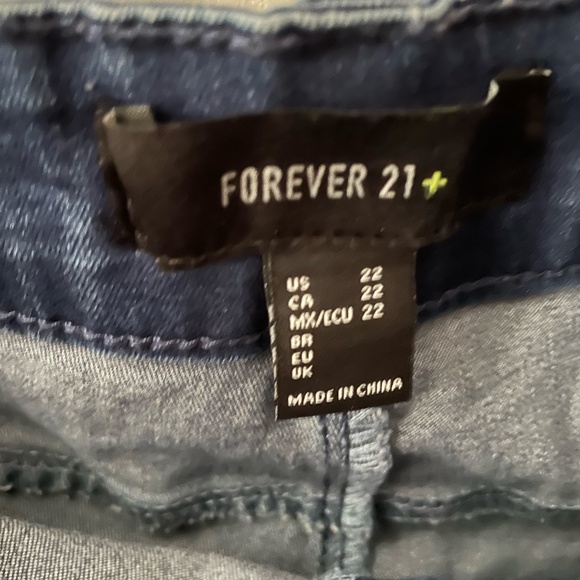 FOREVER 21+
US 22
CA 22
MX/ECU 22
BR
EU
UK
MADE IN CHINA